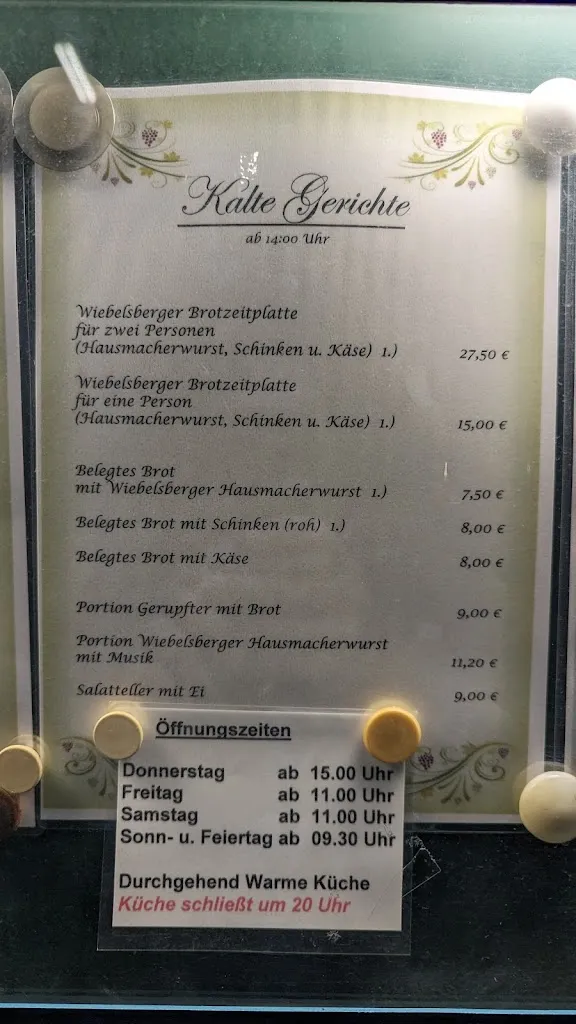 Kalte Gerichte
ab 14:00 Uhr
Wiebelsberger Brotzeitplatte
für zwei Personen
(Hausmacherwurst, Schinken u. Käse) 1.) 27,50 €
Wiebelsberger Brotzeitplatte
für eine Person
(Hausmacherwurst, Schinken u. Käse) 1.) 15,00 €
Belegtes Brot
mit Wiebelsberger Hausmacherwurst 1.) 7,50 €
Belegtes Brot mit Schinken (roh) 1.) 8,00 €
Belegtes Brot mit Käse 8,00 €
Portion Gerupfter mit Brot 9,00 €
Portion Wiebelsberger Hausmacherwurst
mit Musik 11,20 €
Salatteller mit Ei 9,00 €
Öffnungszeiten
Donnerstag ab 15.00 Uhr
Freitag ab 11.00 Uhr
Samstag ab 11.00 Uhr
Sonn- u. Feiertag ab 09.30 Uhr
Durchgehend Warme Küche
Küche schließt um 20 Uhr